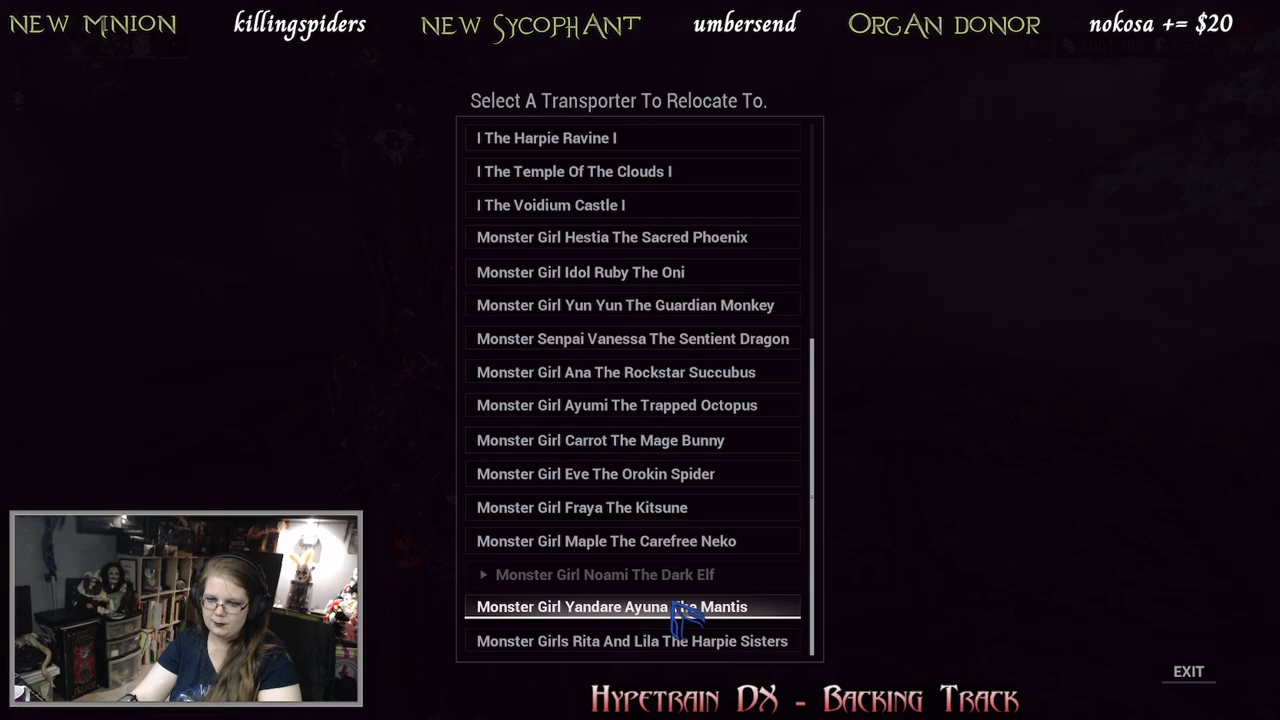 NEW MINION killingspiders NEW SYCOPHANT umbersend ORGAN DONOR nokosa += $20
Select A Transporter To Relocate To.
I The Harpie Ravine I
I The Temple Of The Clouds I
I The Voidium Castle I
Monster Girl Hestia The Sacred Phoenix
Monster Girl Idol Ruby The Oni
Monster Girl Yun Yun The Guardian Monkey
Monster Senpai Vanessa The Sentient Dragon
Monster Girl Ana The Rockstar Succubus
Monster Girl Ayumi The Trapped Octopus
Monster Girl Carrot The Mage Bunny
Monster Girl Eve The Orokin Spider
Monster Girl Fraya The Kitsune
Monster Girl Maple The Carefree Neko
Monster Girl Noami The Dark Elf
Monster Girl Yandare Ayuna The Mantis
Monster Girls Rita And Lila The Harpie Sisters
EXIT
Hypetrain DX - Backing Track